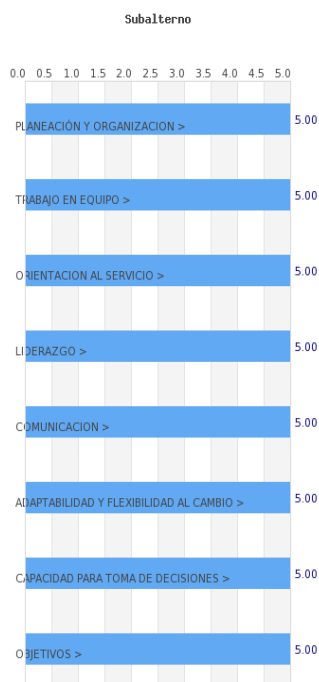 Subalterno
0.0 0.5 1.0 1.5 2.0 2.5 3.0 3.5 4.0 4.5 5.0
PLANEACIÓN Y ORGANIZACION > 5.00
TRABAJO EN EQUIPO > 5.00
ORIENTACION AL SERVICIO > 5.00
LIDERAZGO > 5.00
COMUNICACION > 5.00
ADAPTABILIDAD Y FLEXIBILIDAD AL CAMBIO > 5.00
CAPACIDAD PARA TOMA DE DECISIONES > 5.00
OBJETIVOS > 5.00